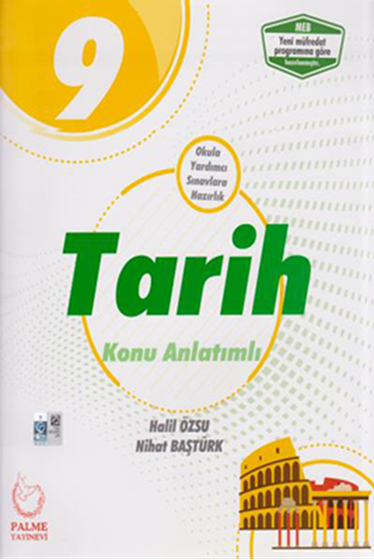 9
MEB
Yeni müfredat
programına göre
hazırlanmıştır.
Okula
Yardımcı
Sınavlara
Hazırlık
Tarih
Konu Anlatımlı
Halil ÖZSU
Nihat BAŞTÜRK
PALME
YAYINEVİ